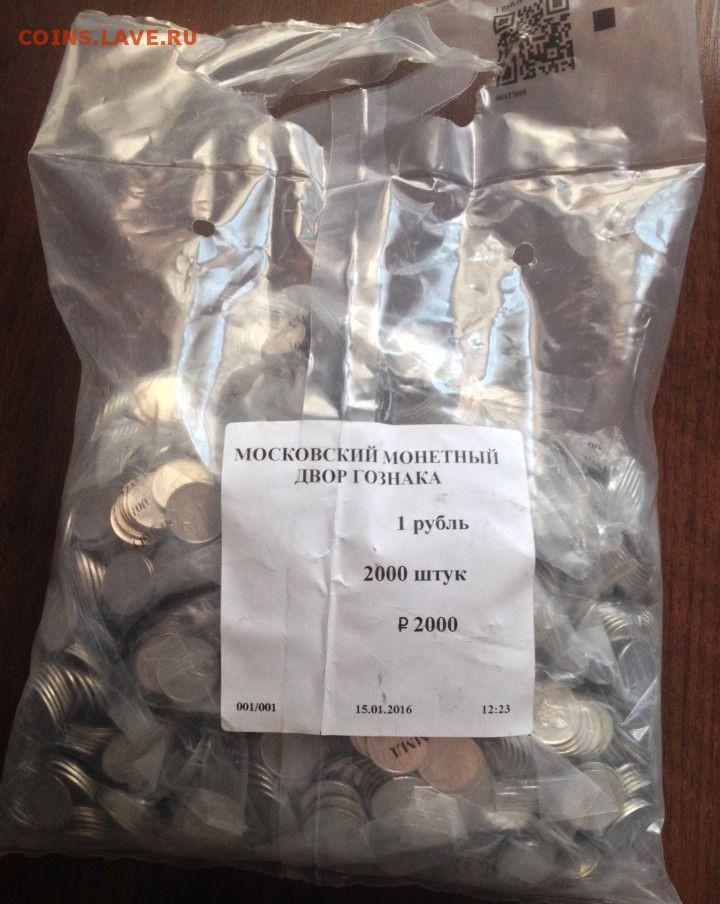 COINS.LAVE.RU
МОСКОВСКИЙ МОНЕТНЫЙ
ДВОР ГОЗНАКА
1 рубль
2000 штук
₽ 2000
001/001 15.01.2016 12:23
ММД